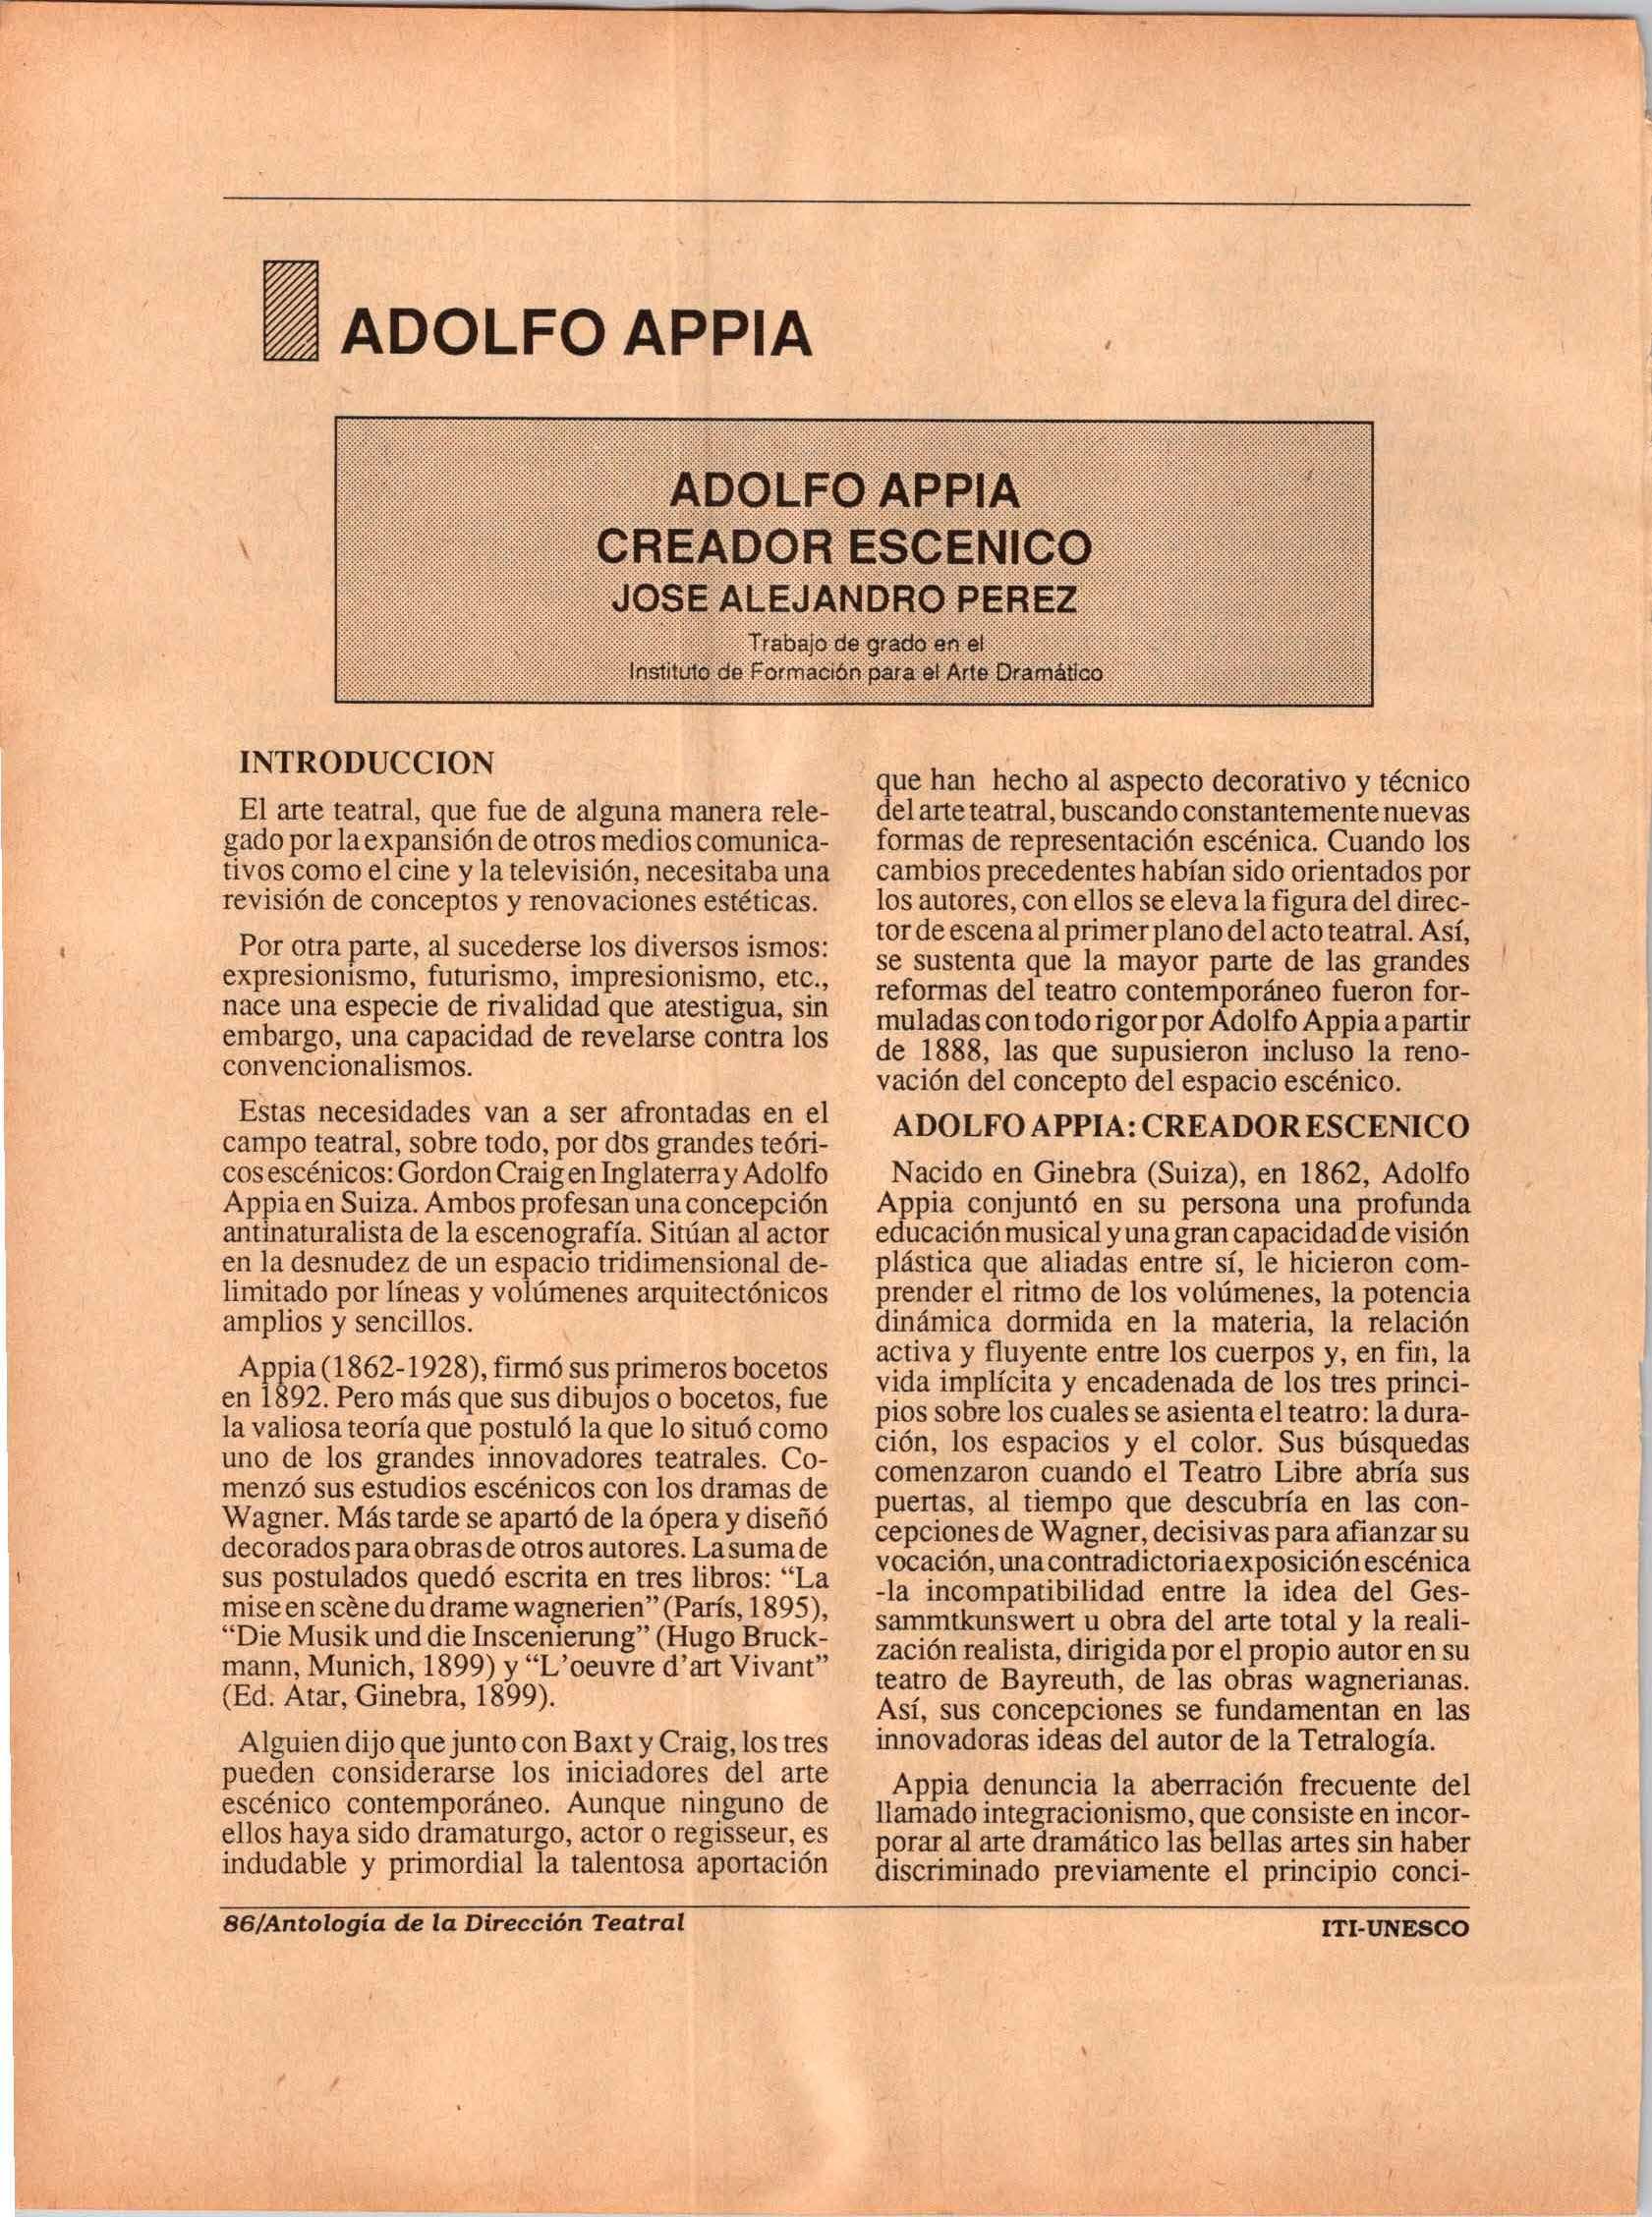 ADOLFO APPIA
ADOLFO APPIA
CREADOR ESCENICO
JOSE ALEJANDRO PEREZ
Trabajo de grado en el
Instituto de Formación para el Arte Dramático
INTRODUCCION
El arte teatral, que fue de alguna manera rele-
gado por la expansión de otros medios comunica-
tivos como el cine y la televisión, necesitaba una
revisión de conceptos y renovaciones estéticas.
Por otra parte, al sucederse los diversos ismos:
expresionismo, futurismo, impresionismo, etc.,
nace una especie de rivalidad que atestigua, sin
embargo, una capacidad de revelarse contra los
convencionalismos.
Estas necesidades van a ser afrontadas en el
campo teatral, sobre todo, por dos grandes teóri-
cos escénicos: Gordon Craig en Inglaterra y Adolfo
Appia en Suiza. Ambos profesan una concepción
antinaturalista de la escenografía. Sitúan al actor
en la desnudez de un espacio tridimensional de-
limitado por líneas y volúmenes arquitectónicos
amplios y sencillos.
Appia (1862-1928), firmó sus primeros bocetos
en 1892. Pero más que sus dibujos o bocetos, fue
la valiosa teoría que postuló la que lo situó como
uno de los grandes innovadores teatrales. Co-
menzó sus estudios escénicos con los dramas de
Wagner. Más tarde se apartó de la ópera y diseñó
decorados para obras de otros autores. La suma de
sus postulados quedó escrita en tres libros: "La
mise en scène du drame wagnerien" (París, 1895),
"Die Musik und die Inscenierung" (Hugo Bruck-
mann, Munich, 1899) y "L'oeuvre d'art Vivant"
(Ed. Atar, Ginebra, 1899).
Alguien dijo que junto con Baxt y Craig, los tres
pueden considerarse los iniciadores del arte
escénico contemporáneo. Aunque ninguno de
ellos haya sido dramaturgo, actor o regisseur, es
indudable y primordial la talentosa aportación
que han hecho al aspecto decorativo y técnico
del arte teatral, buscando constantemente nuevas
formas de representación escénica. Cuando los
cambios precedentes habían sido orientados por
los autores, con ellos se eleva la figura del direc-
tor de escena al primer plano del acto teatral. Así,
se sustenta que la mayor parte de las grandes
reformas del teatro contemporáneo fueron for-
muladas con todo rigor por Adolfo Appia a partir
de 1888, las que supusieron incluso la reno-
vación del concepto del espacio escénico.
ADOLFO APPIA: CREADOR ESCENICO
Nacido en Ginebra (Suiza), en 1862, Adolfo
Appia conjuntó en su persona una profunda
educación musical y una gran capacidad de visión
plástica que aliadas entre sí, le hicieron com-
prender el ritmo de los volúmenes, la potencia
dinámica dormida en la materia, la relación
activa y fluyente entre los cuerpos y, en fin, la
vida implícita y encadenada de los tres princi-
pios sobre los cuales se asienta el teatro: la dura-
ción, los espacios y el color. Sus búsquedas
comenzaron cuando el Teatro Libre abría sus
puertas, al tiempo que descubría en las con-
cepciones de Wagner, decisivas para afianzar su
vocación, una contradictoria exposición escénica
-la incompatibilidad entre la idea del Ges-
sammtkunswert u obra del arte total y la reali-
zación realista, dirigida por el propio autor en su
teatro de Bayreuth, de las obras wagnerianas.
Así, sus concepciones se fundamentan en las
innovadoras ideas del autor de la Tetralogía.
Appia denuncia la aberración frecuente del
llamado integracionismo, que consiste en incor-
porar al arte dramático las bellas artes sin haber
discriminado previamente el principio conci-
86/Antología de la Dirección Teatral
ITI-UNESCO